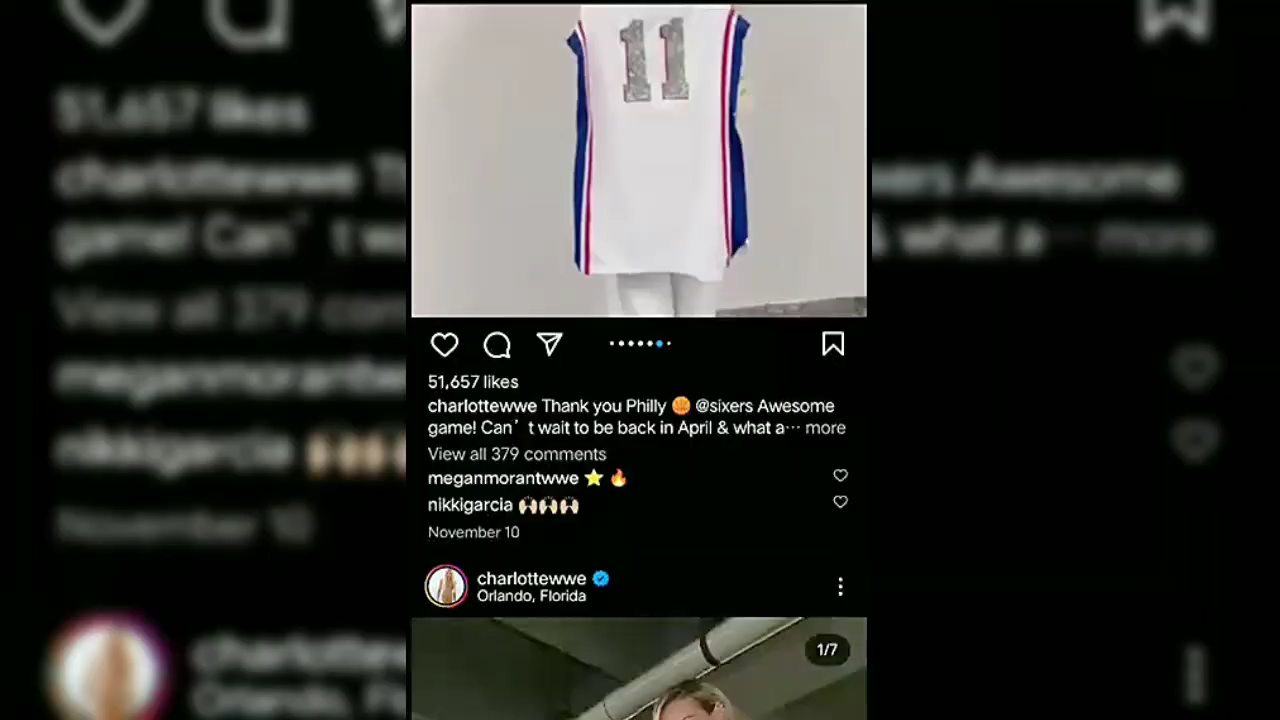 11
51,657 likes
charlottewwe Thank you Philly 🏀 @sixers Awesome
game! Can't wait to be back in April & what a··· more
View all 379 comments
meganmorantwwe ⭐ 🔥
nikkigarcia 🙌🏻🙌🏻🙌🏻
November 10
charlottewwe
Orlando, Florida
1/7